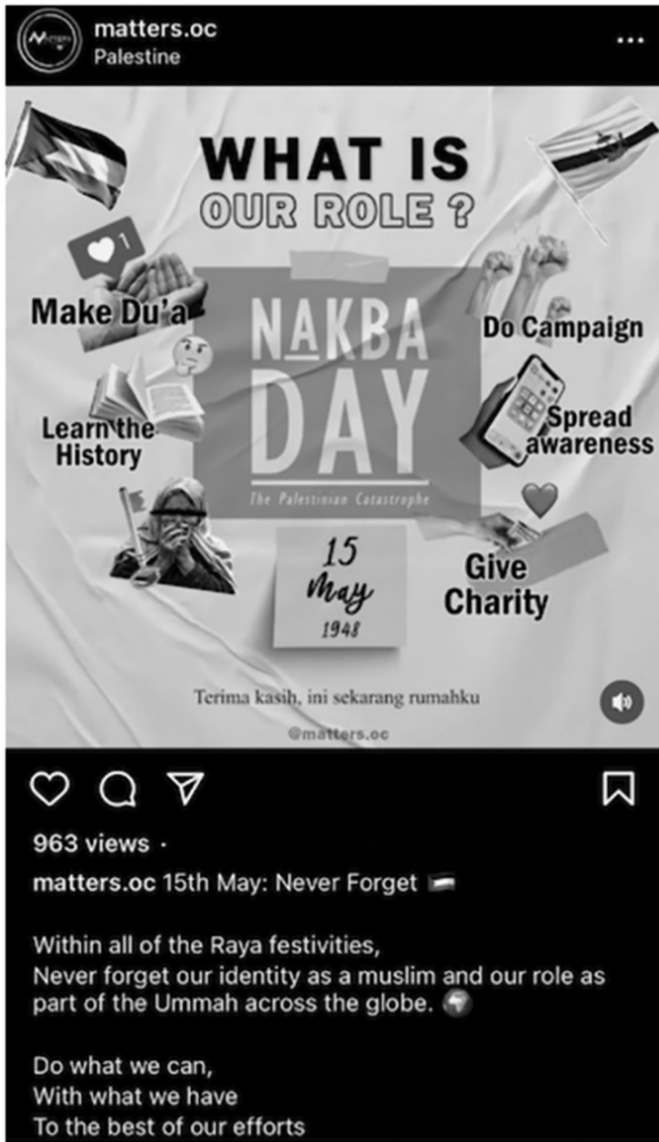 matters.oc
Palestine
WHAT IS
OUR ROLE ?
1
Make Du'a
Do Campaign
NAKBA
DAY
The Palestinian Catastrophe
Learn the
History
Spread
awareness
15
May
1948
Give
Charity
Terima kasih, ini sekarang rumahku
@matters.oc
963 views ·
matters.oc 15th May: Never Forget
Within all of the Raya festivities,
Never forget our identity as a muslim and our role as
part of the Ummah across the globe. 🌍
Do what we can,
With what we have
To the best of our efforts